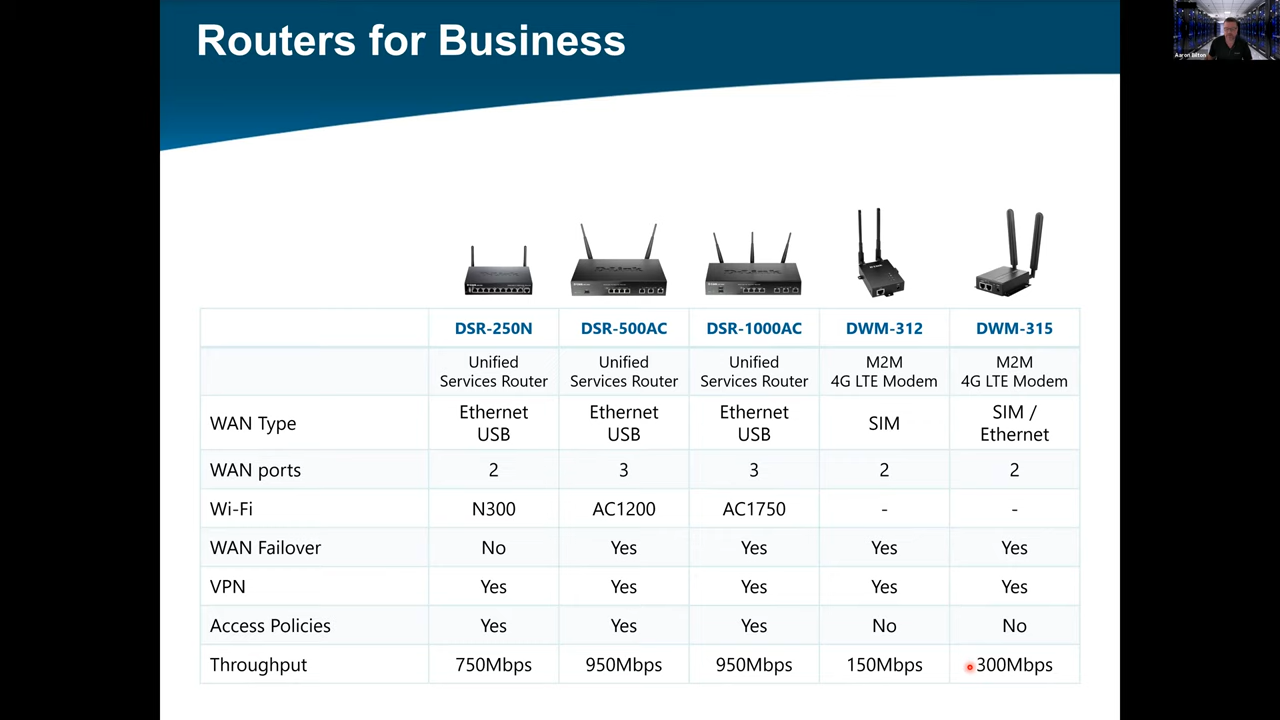 Routers for Business
Aaron Biton
D-Link
D-Link
DSR-250N DSR-500AC DSR-1000AC DWM-312 DWM-315
Unified Services Router Unified Services Router Unified Services Router M2M 4G LTE Modem M2M 4G LTE Modem
WAN Type Ethernet USB Ethernet USB Ethernet USB SIM SIM / Ethernet
WAN ports 2 3 3 2 2
Wi-Fi N300 AC1200 AC1750 - -
WAN Failover No Yes Yes Yes Yes
VPN Yes Yes Yes Yes Yes
Access Policies Yes Yes Yes No No
Throughput 750Mbps 950Mbps 950Mbps 150Mbps 300Mbps